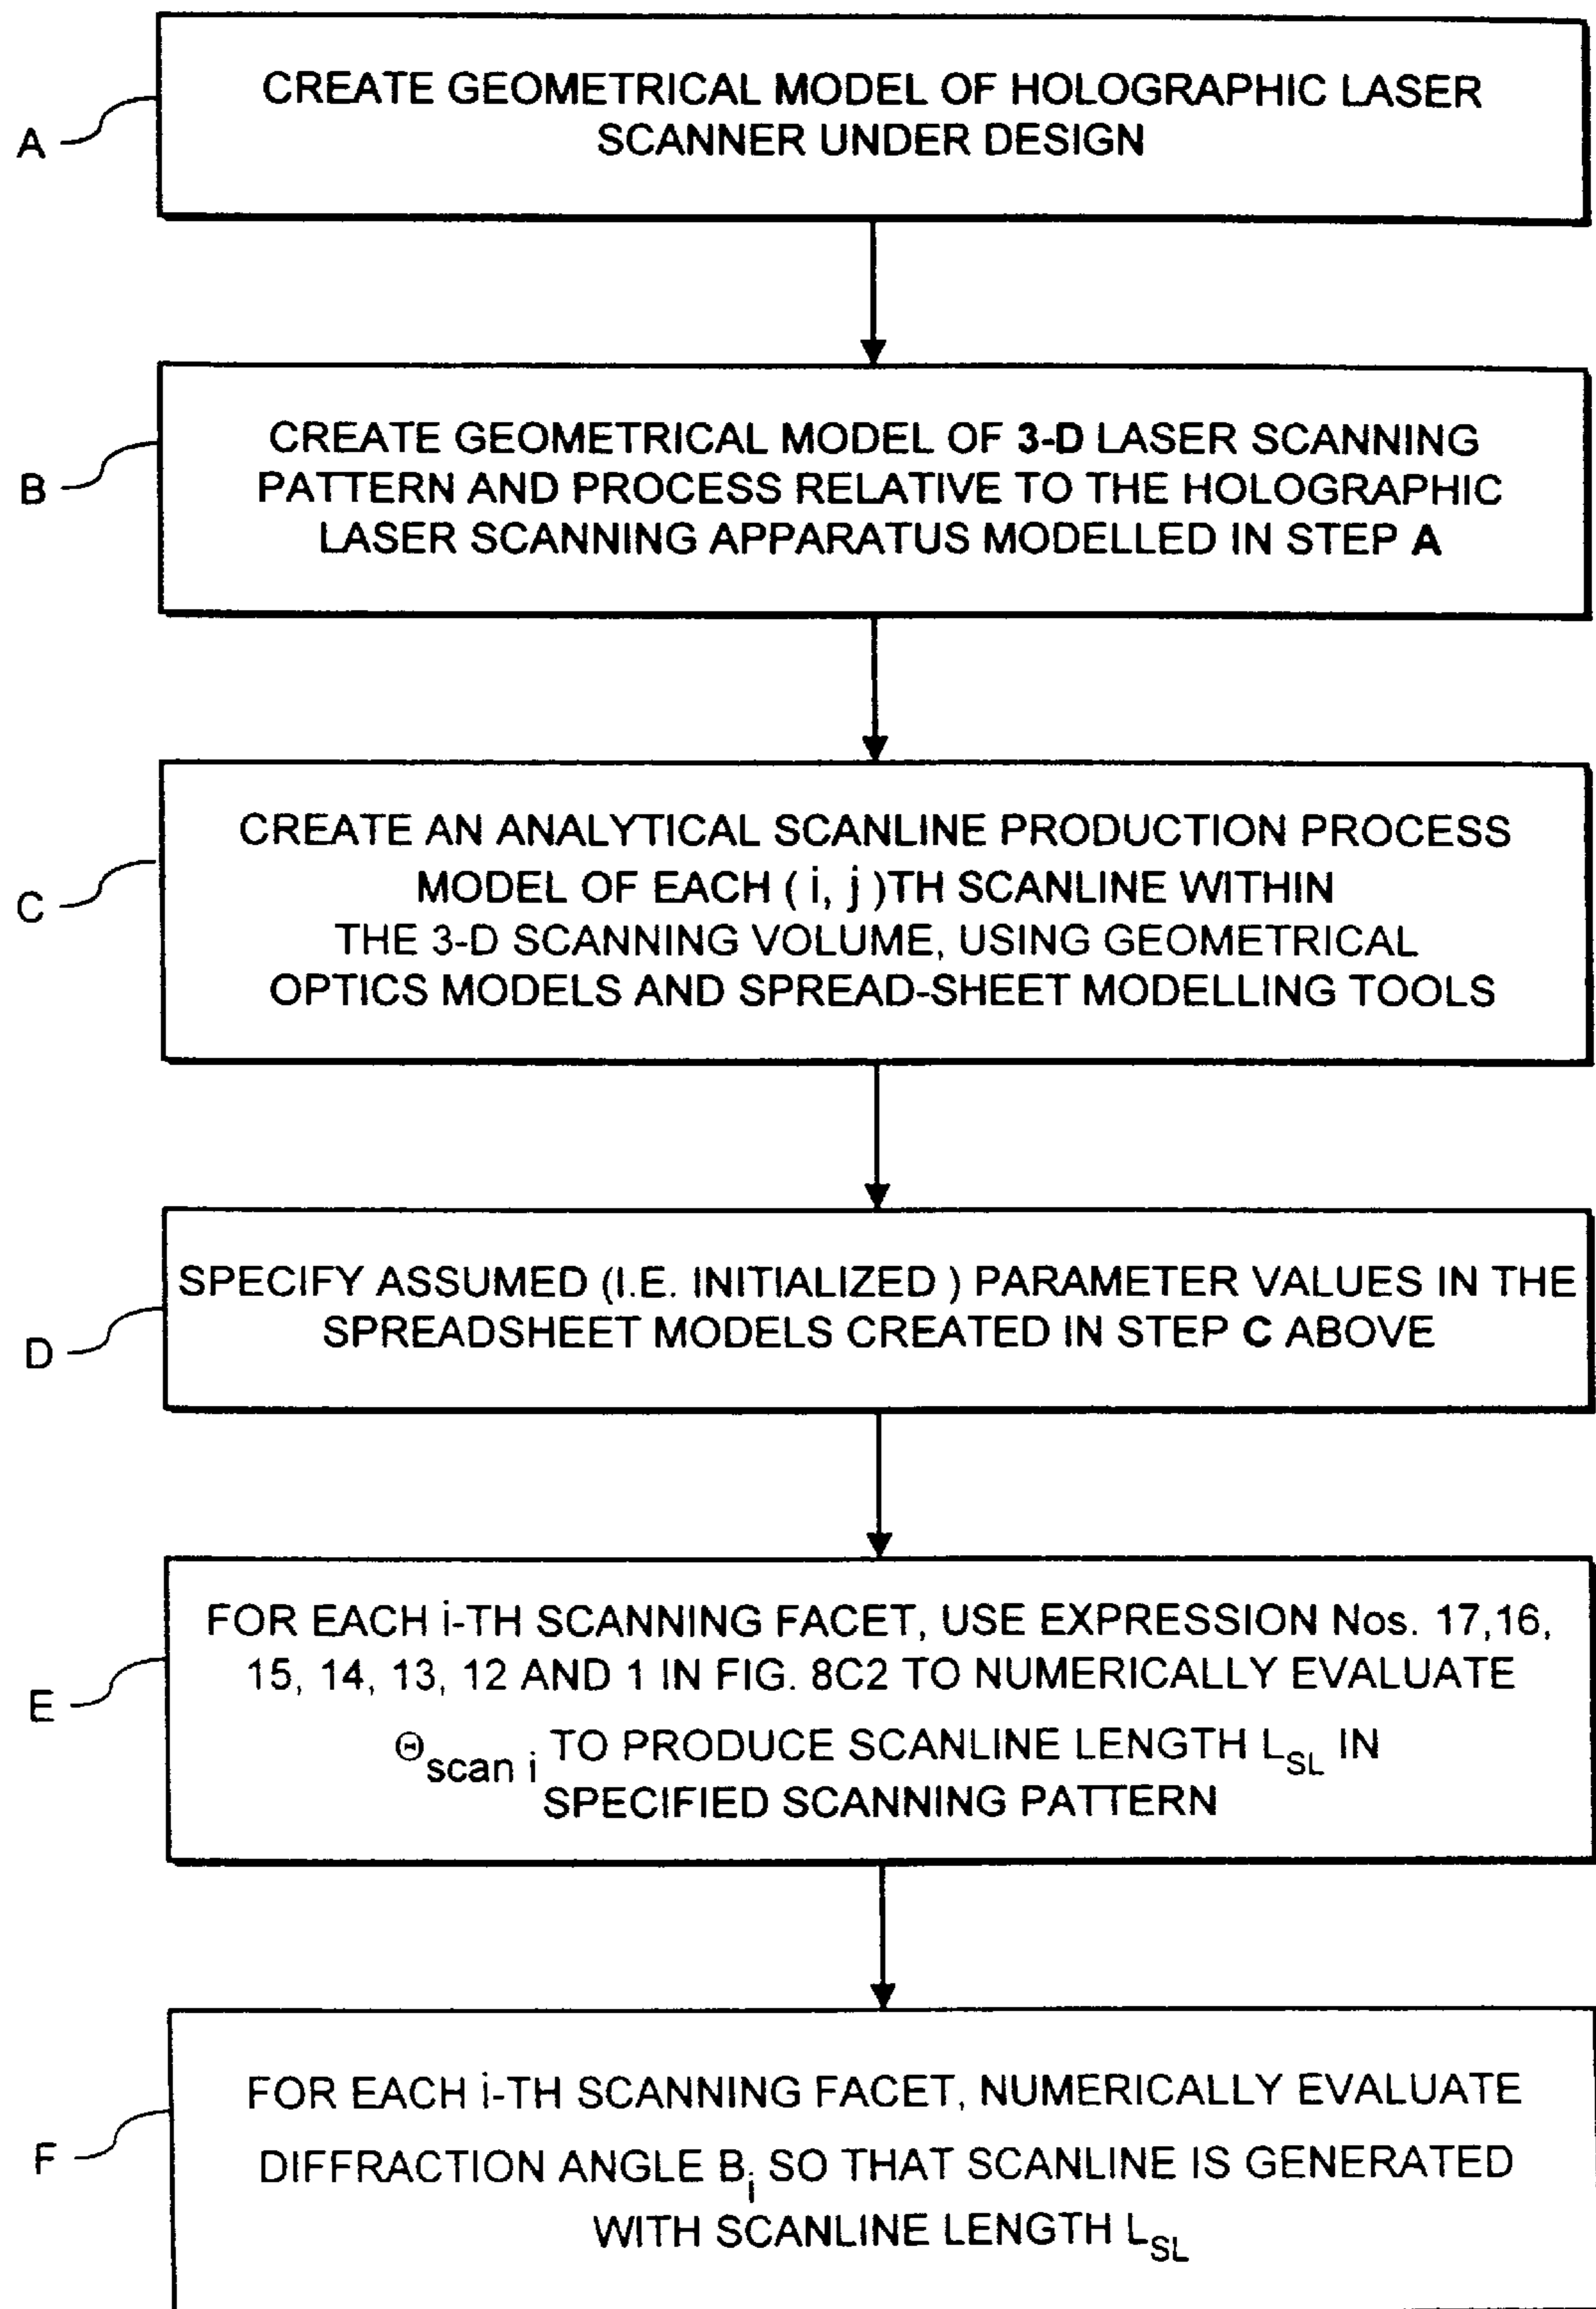 A
CREATE GEOMETRICAL MODEL OF HOLOGRAPHIC LASER
SCANNER UNDER DESIGN
B
CREATE GEOMETRICAL MODEL OF 3-D LASER SCANNING
PATTERN AND PROCESS RELATIVE TO THE HOLOGRAPHIC
LASER SCANNING APPARATUS MODELLED IN STEP A
C
CREATE AN ANALYTICAL SCANLINE PRODUCTION PROCESS
MODEL OF EACH ( i, j )TH SCANLINE WITHIN
THE 3-D SCANNING VOLUME, USING GEOMETRICAL
OPTICS MODELS AND SPREAD-SHEET MODELLING TOOLS
D
SPECIFY ASSUMED (I.E. INITIALIZED ) PARAMETER VALUES IN THE
SPREADSHEET MODELS CREATED IN STEP C ABOVE
E
FOR EACH i-TH SCANNING FACET, USE EXPRESSION Nos. 17,16,
15, 14, 13, 12 AND 1 IN FIG. 8C2 TO NUMERICALLY EVALUATE
Θscan i TO PRODUCE SCANLINE LENGTH LSL IN
SPECIFIED SCANNING PATTERN
F
FOR EACH i-TH SCANNING FACET, NUMERICALLY EVALUATE
DIFFRACTION ANGLE Bi SO THAT SCANLINE IS GENERATED
WITH SCANLINE LENGTH LSL